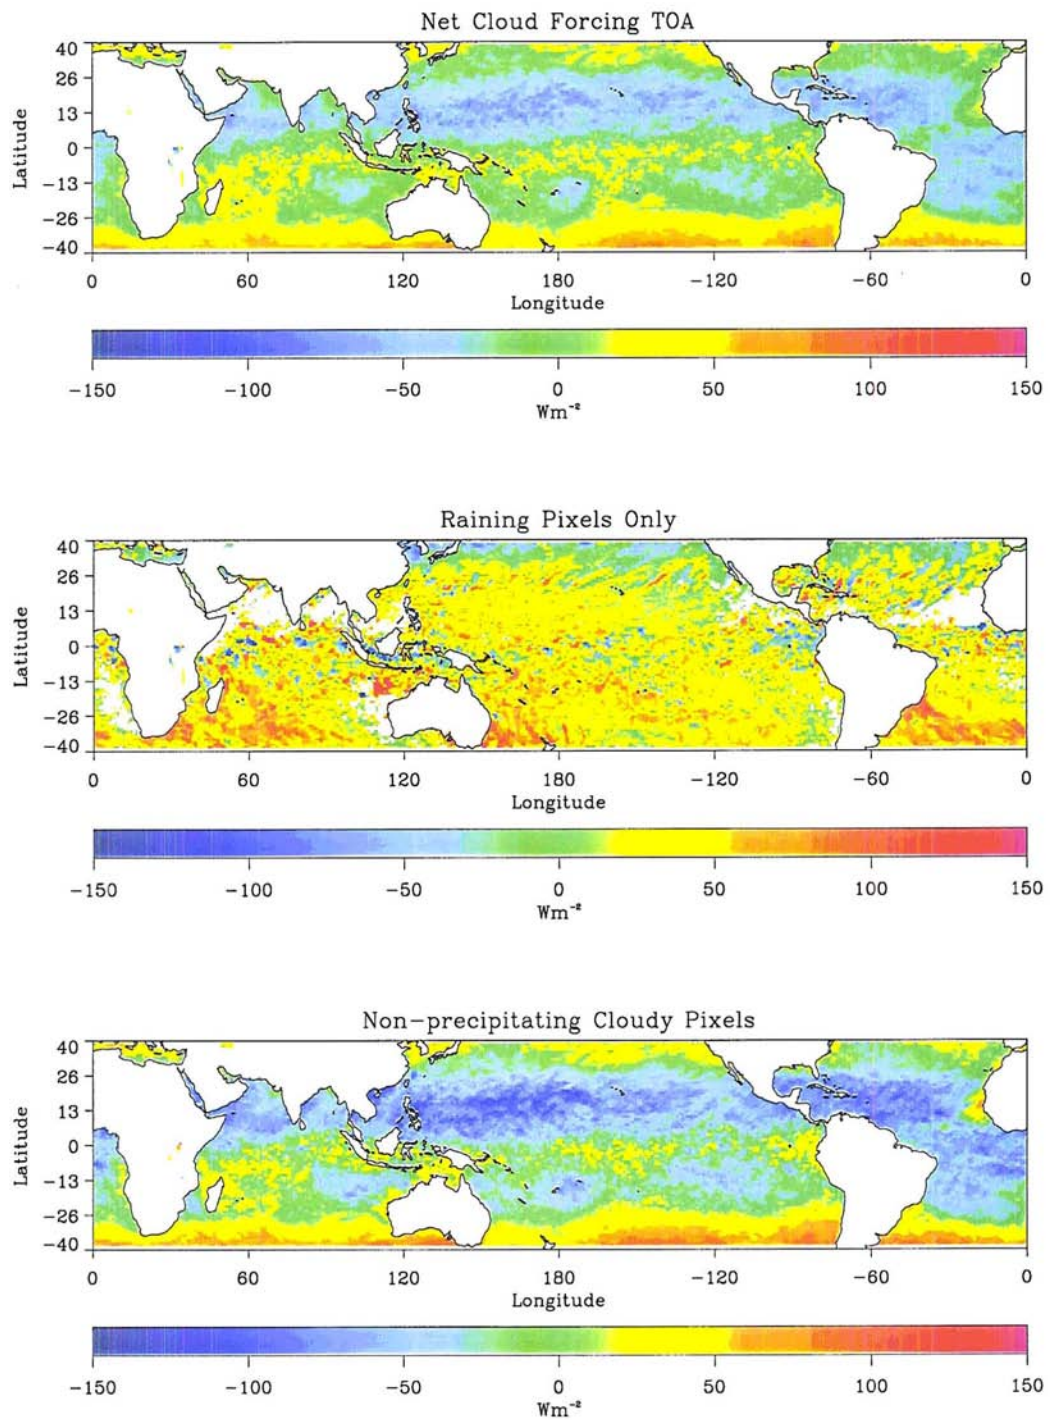 Net Cloud Forcing TOA
Latitude
40
26
13
0
−13
−26
−40
0 60 120 180 −120 −60 0
Longitude
−150 −100 −50 0 50 100 150
Wm⁻²
Raining Pixels Only
Latitude
40
26
13
0
−13
−26
−40
0 60 120 180 −120 −60 0
Longitude
−150 −100 −50 0 50 100 150
Wm⁻²
Non−precipitating Cloudy Pixels
Latitude
40
26
13
0
−13
−26
−40
0 60 120 180 −120 −60 0
Longitude
−150 −100 −50 0 50 100 150
Wm⁻²